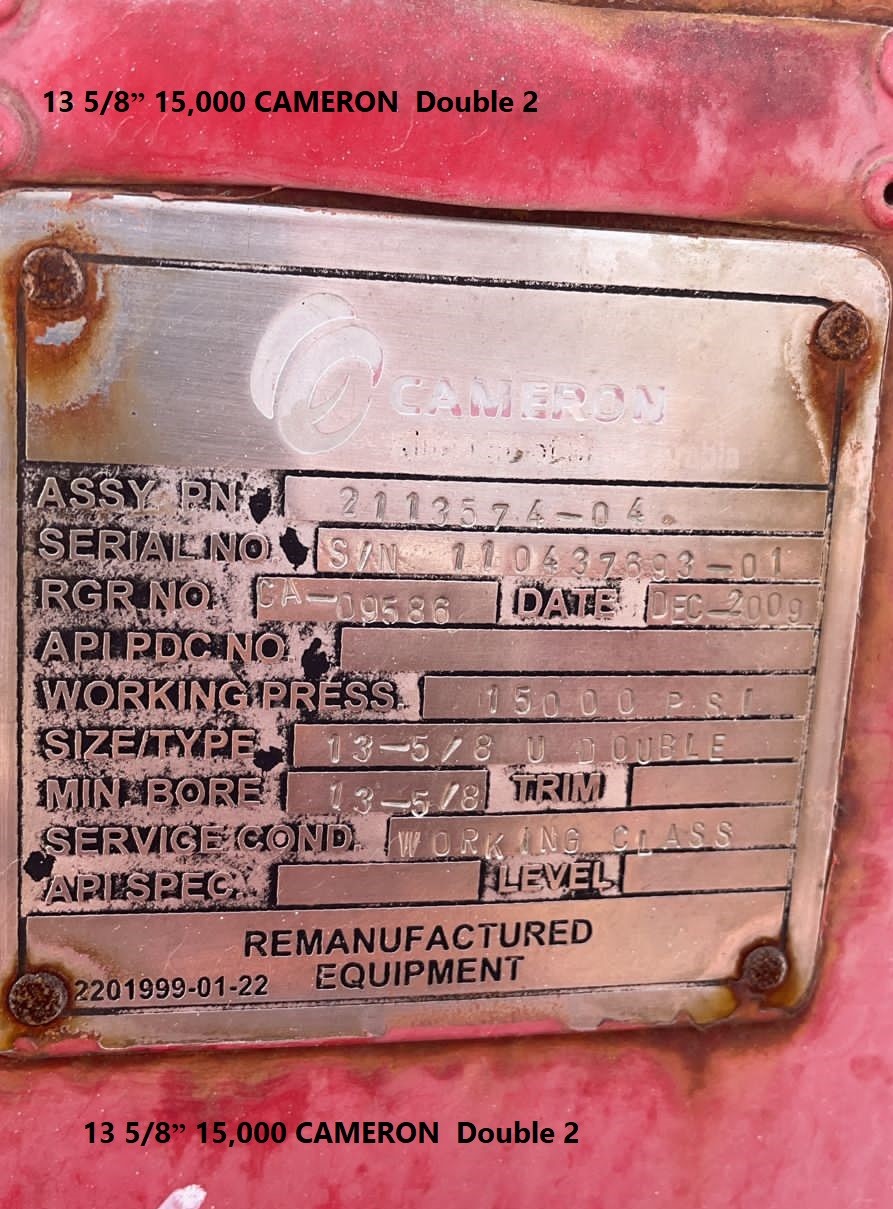 13 5/8” 15,000 CAMERON Double 2
CAMERON
ASSY. PN 2113574-04.
SERIAL NO S/N 110437693-01
RGR NO. CA-09586 DATE DEC-2009
API PDC NO.
WORKING PRESS. 15000 PSI
SIZE/TYPE 13-5/8 U DOUBLE
MIN. BORE 13-5/8 TRIM
SERVICE COND. WORKING CLASS
API SPEC. LEVEL
REMANUFACTURED
2201999-01-22 EQUIPMENT
13 5/8” 15,000 CAMERON Double 2